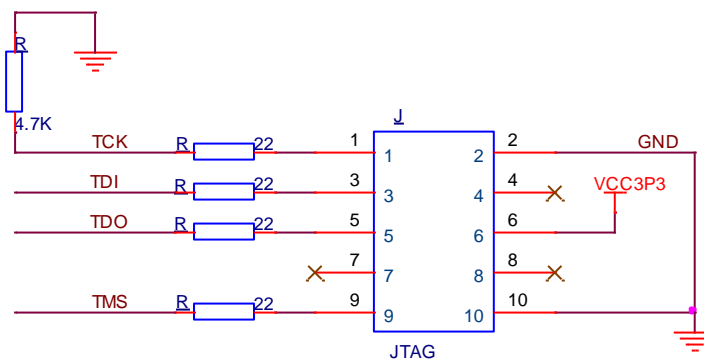 R
4.7K
J
TCK R 22 1 1 2 2 GND
TDI R 22 3 3 4 4 VCC3P3
TDO R 22 5 5 6 6
7 7 8 8
TMS R 22 9 9 10 10
JTAG